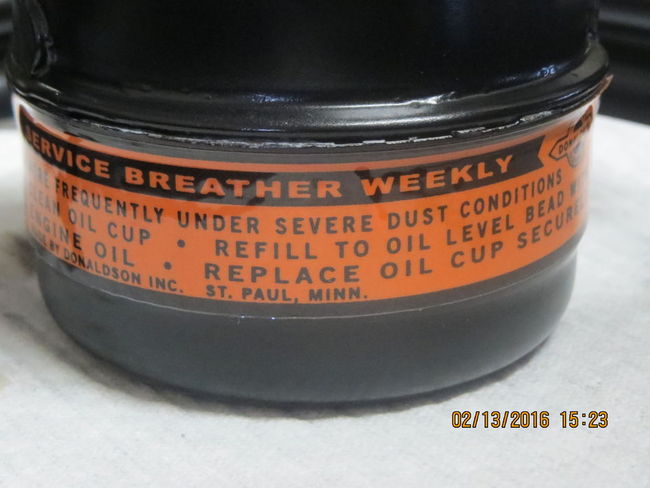 SERVICE BREATHER WEEKLY
FREQUENTLY UNDER SEVERE DUST CONDITIONS
OIL CUP • REFILL TO OIL LEVEL BEAD
ENGINE OIL • REPLACE OIL CUP
BY DONALDSON INC. ST. PAUL, MINN.
02/13/2016 15:23